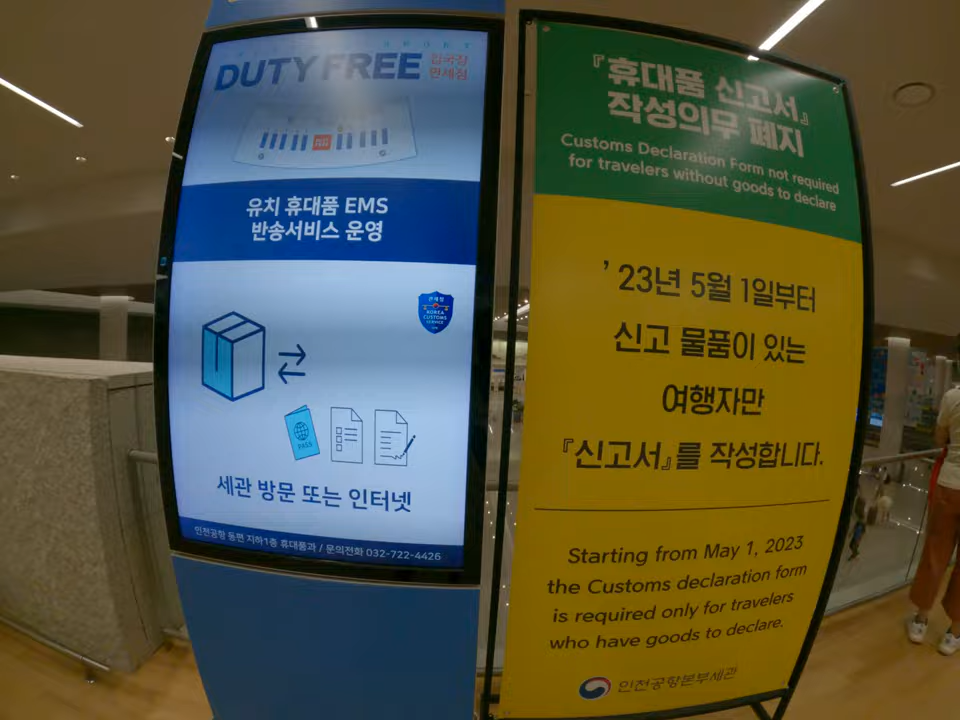 DUTY FREE
입국장
면세점
유치 휴대품 EMS
반송서비스 운영
KOREA
CUSTOMS
SERVICE
PASS
세관 방문 또는 인터넷
인천공항 동편 지하1층 휴대품과 / 문의전화 032-722-4426
『휴대품 신고서』
작성의무 폐지
Customs Declaration Form not required
for travelers without goods to declare
’23년 5월 1일부터
신고 물품이 있는
여행자만
『신고서』를 작성합니다.
Starting from May 1, 2023
the Customs declaration form
is required only for travelers
who have goods to declare.
인천공항본부세관